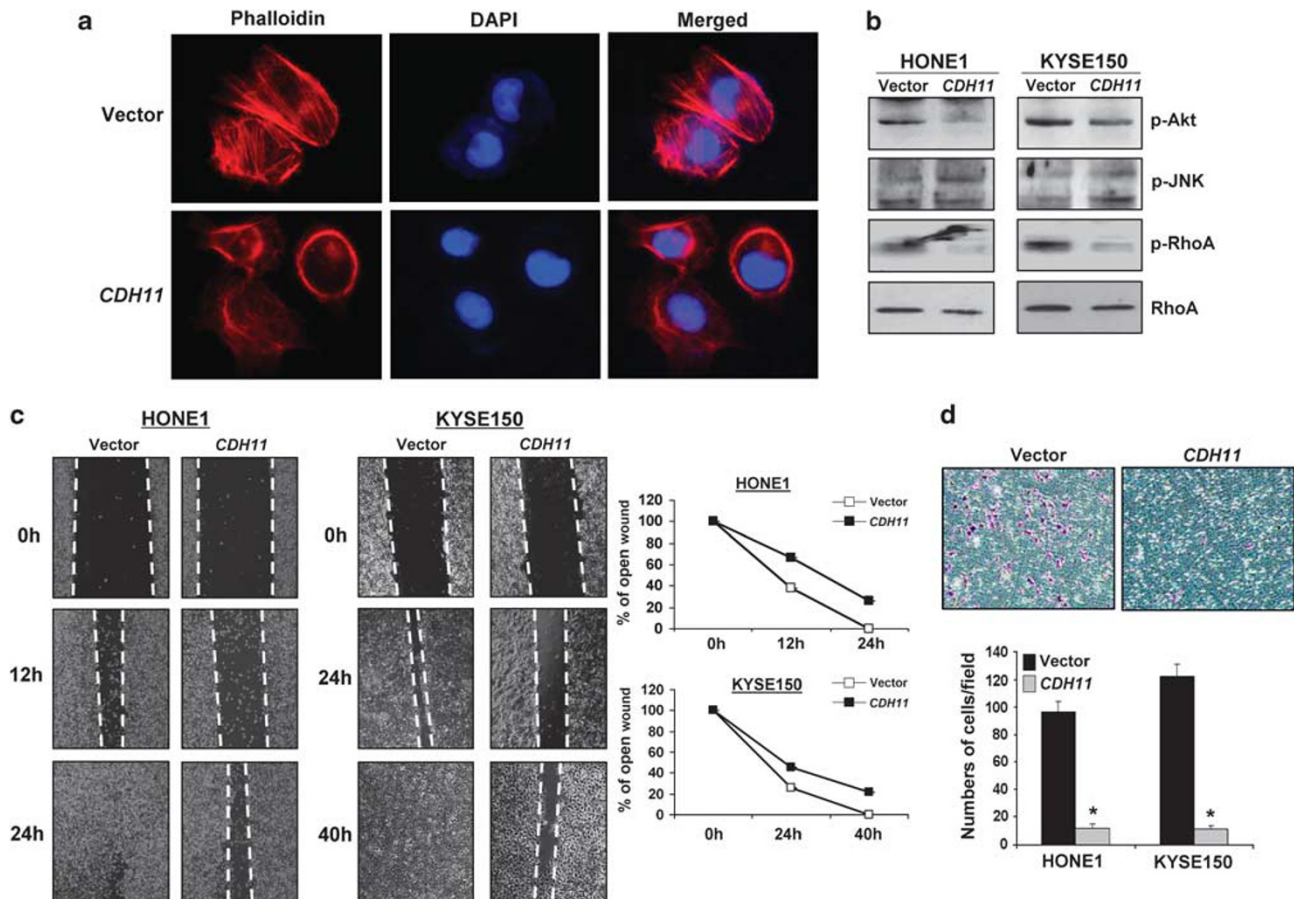 a
Phalloidin DAPI Merged
Vector
CDH11
b
HONE1 KYSE150
Vector CDH11 Vector CDH11
p-Akt
p-JNK
p-RhoA
RhoA
c
HONE1 KYSE150
Vector CDH11 Vector CDH11
0h 0h
12h 24h
24h 40h
HONE1
Vector
CDH11
% of open wound
120
100
80
60
40
20
0
0h 12h 24h
KYSE150
Vector
CDH11
% of open wound
120
100
80
60
40
20
0
0h 24h 40h
d
Vector CDH11
Numbers of cells/field
140
120
100
80
60
40
20
0
Vector
CDH11
* *
HONE1 KYSE150